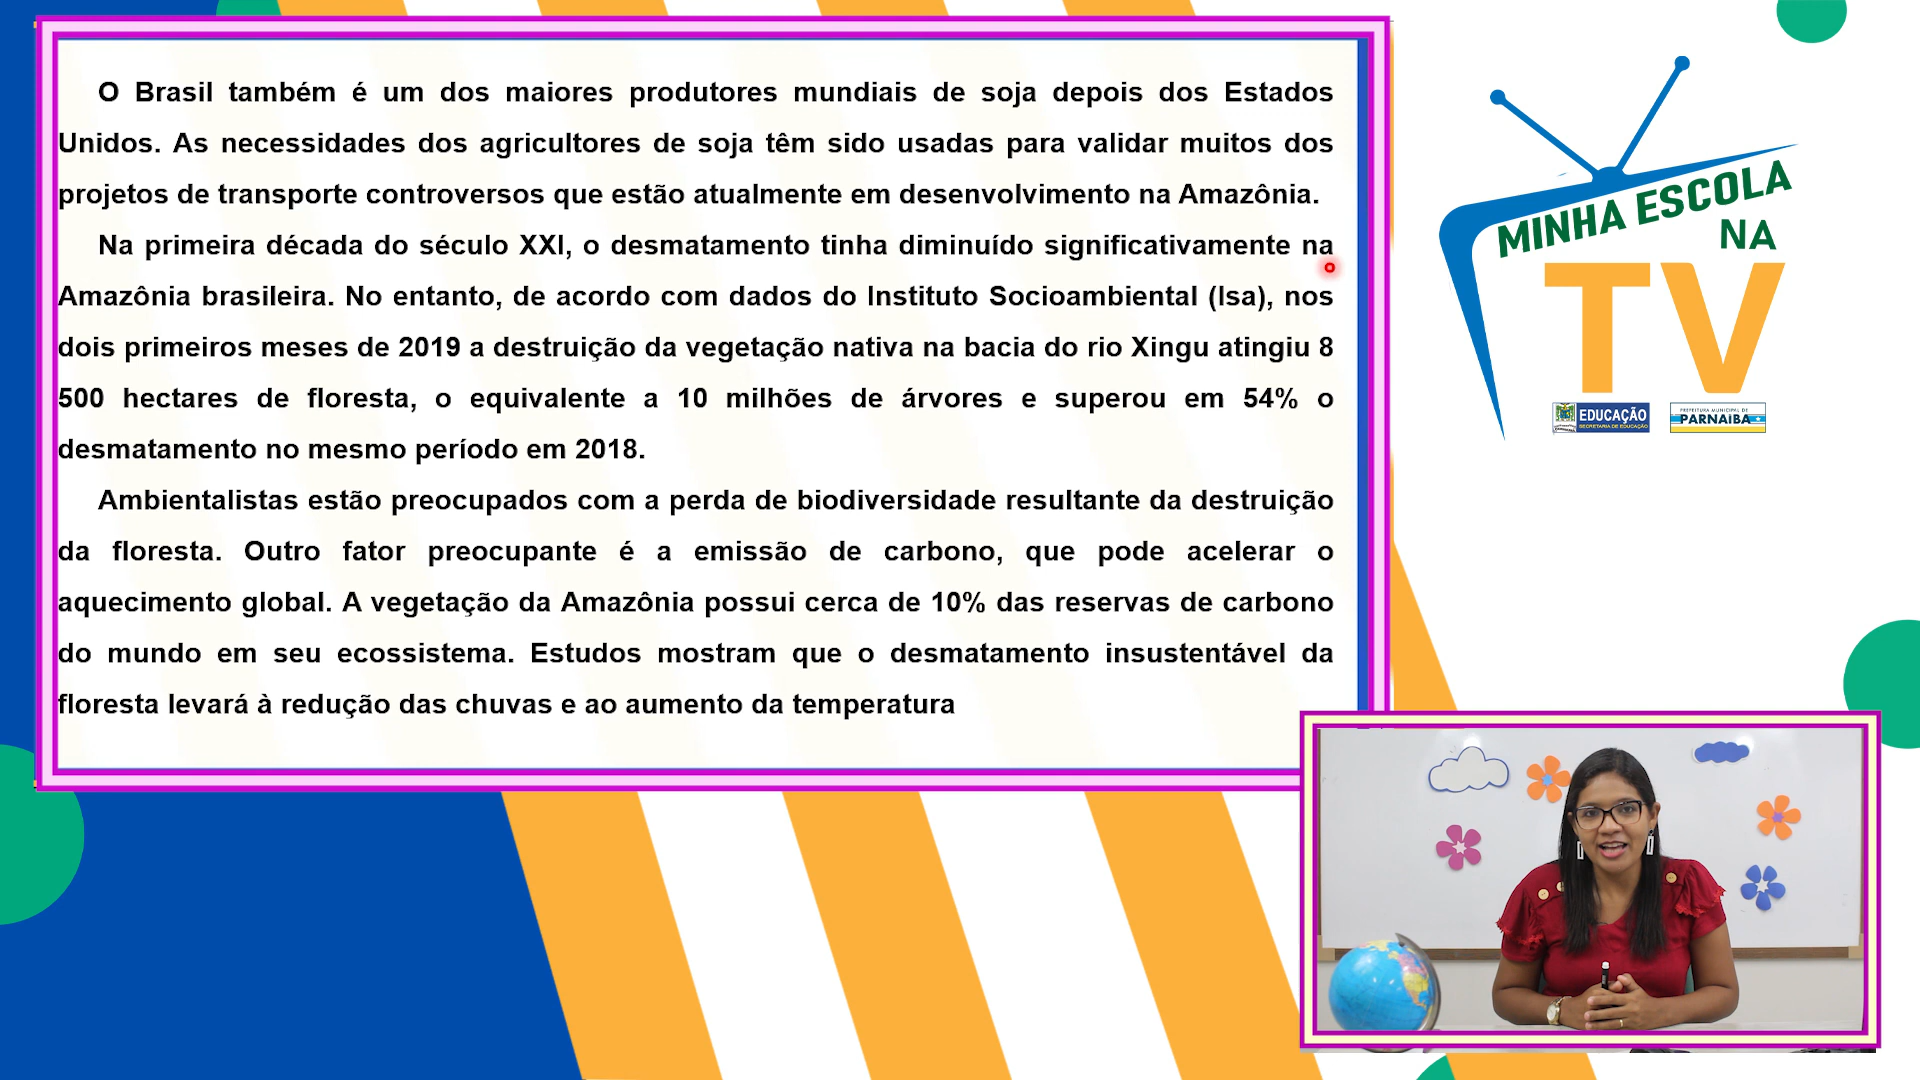 O Brasil também é um dos maiores produtores mundiais de soja depois dos Estados
Unidos. As necessidades dos agricultores de soja têm sido usadas para validar muitos dos
projetos de transporte controversos que estão atualmente em desenvolvimento na Amazônia.
Na primeira década do século XXI, o desmatamento tinha diminuído significativamente na
Amazônia brasileira. No entanto, de acordo com dados do Instituto Socioambiental (Isa), nos
dois primeiros meses de 2019 a destruição da vegetação nativa na bacia do rio Xingu atingiu 8
500 hectares de floresta, o equivalente a 10 milhões de árvores e superou em 54% o
desmatamento no mesmo período em 2018.
Ambientalistas estão preocupados com a perda de biodiversidade resultante da destruição
da floresta. Outro fator preocupante é a emissão de carbono, que pode acelerar o
aquecimento global. A vegetação da Amazônia possui cerca de 10% das reservas de carbono
do mundo em seu ecossistema. Estudos mostram que o desmatamento insustentável da
floresta levará à redução das chuvas e ao aumento da temperatura
MINHA ESCOLA
NA
TV
EDUCAÇÃO
SECRETARIA DE EDUCAÇÃO
PREFEITURA MUNICIPAL DE
PARNAÍBA